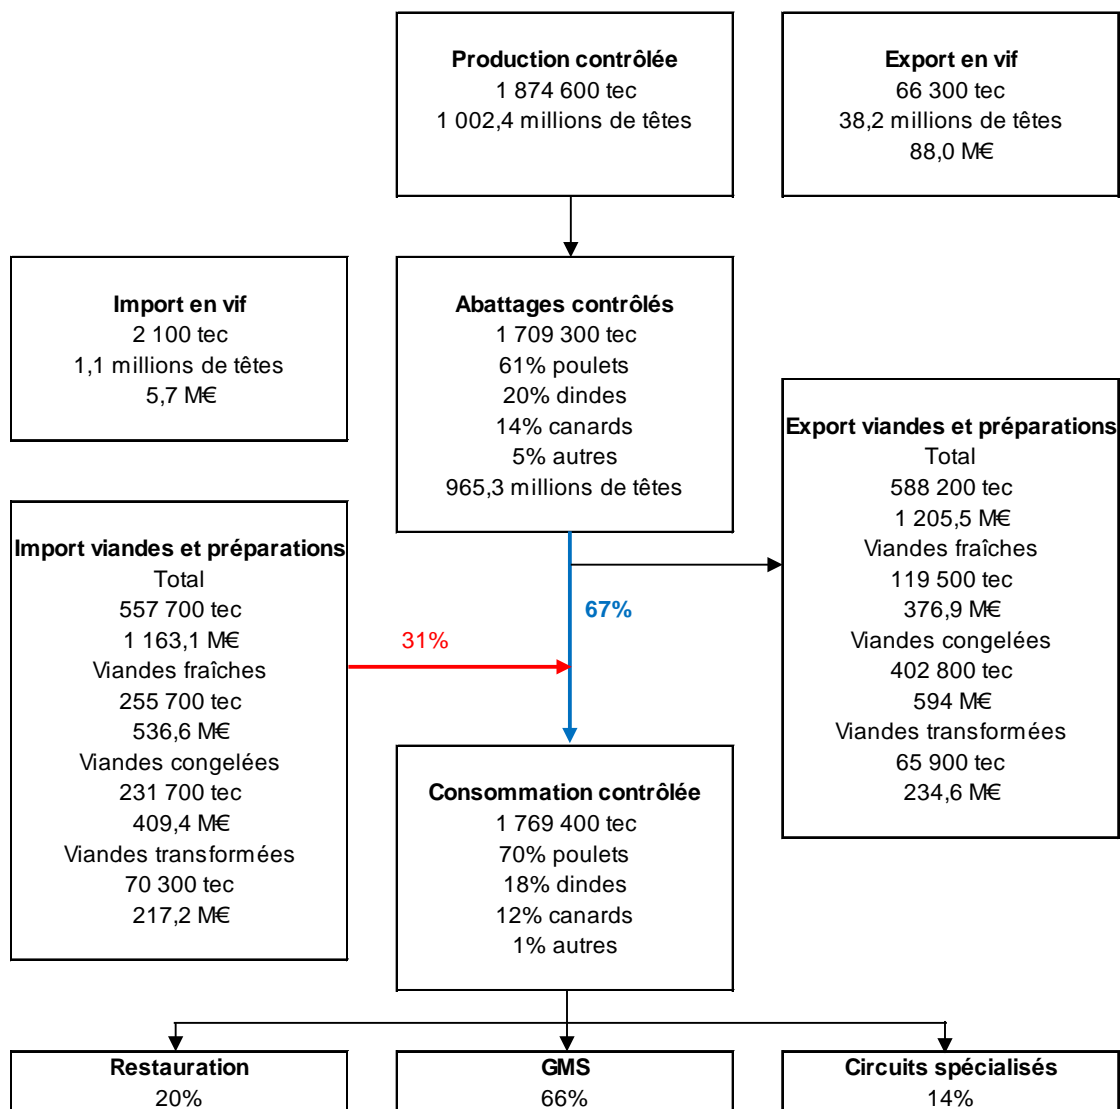 Production contrôlée
1 874 600 tec
1 002,4 millions de têtes
Export en vif
66 300 tec
38,2 millions de têtes
88,0 M€
Import en vif
2 100 tec
1,1 millions de têtes
5,7 M€
Abattages contrôlés
1 709 300 tec
61% poulets
20% dindes
14% canards
5% autres
965,3 millions de têtes
Export viandes et préparations
Total
588 200 tec
1 205,5 M€
Viandes fraîches
119 500 tec
376,9 M€
Viandes congelées
402 800 tec
594 M€
Viandes transformées
65 900 tec
234,6 M€
Import viandes et préparations
Total
557 700 tec
1 163,1 M€
Viandes fraîches
255 700 tec
536,6 M€
Viandes congelées
231 700 tec
409,4 M€
Viandes transformées
70 300 tec
217,2 M€
31%
67%
Consommation contrôlée
1 769 400 tec
70% poulets
18% dindes
12% canards
1% autres
Restauration
20%
GMS
66%
Circuits spécialisés
14%